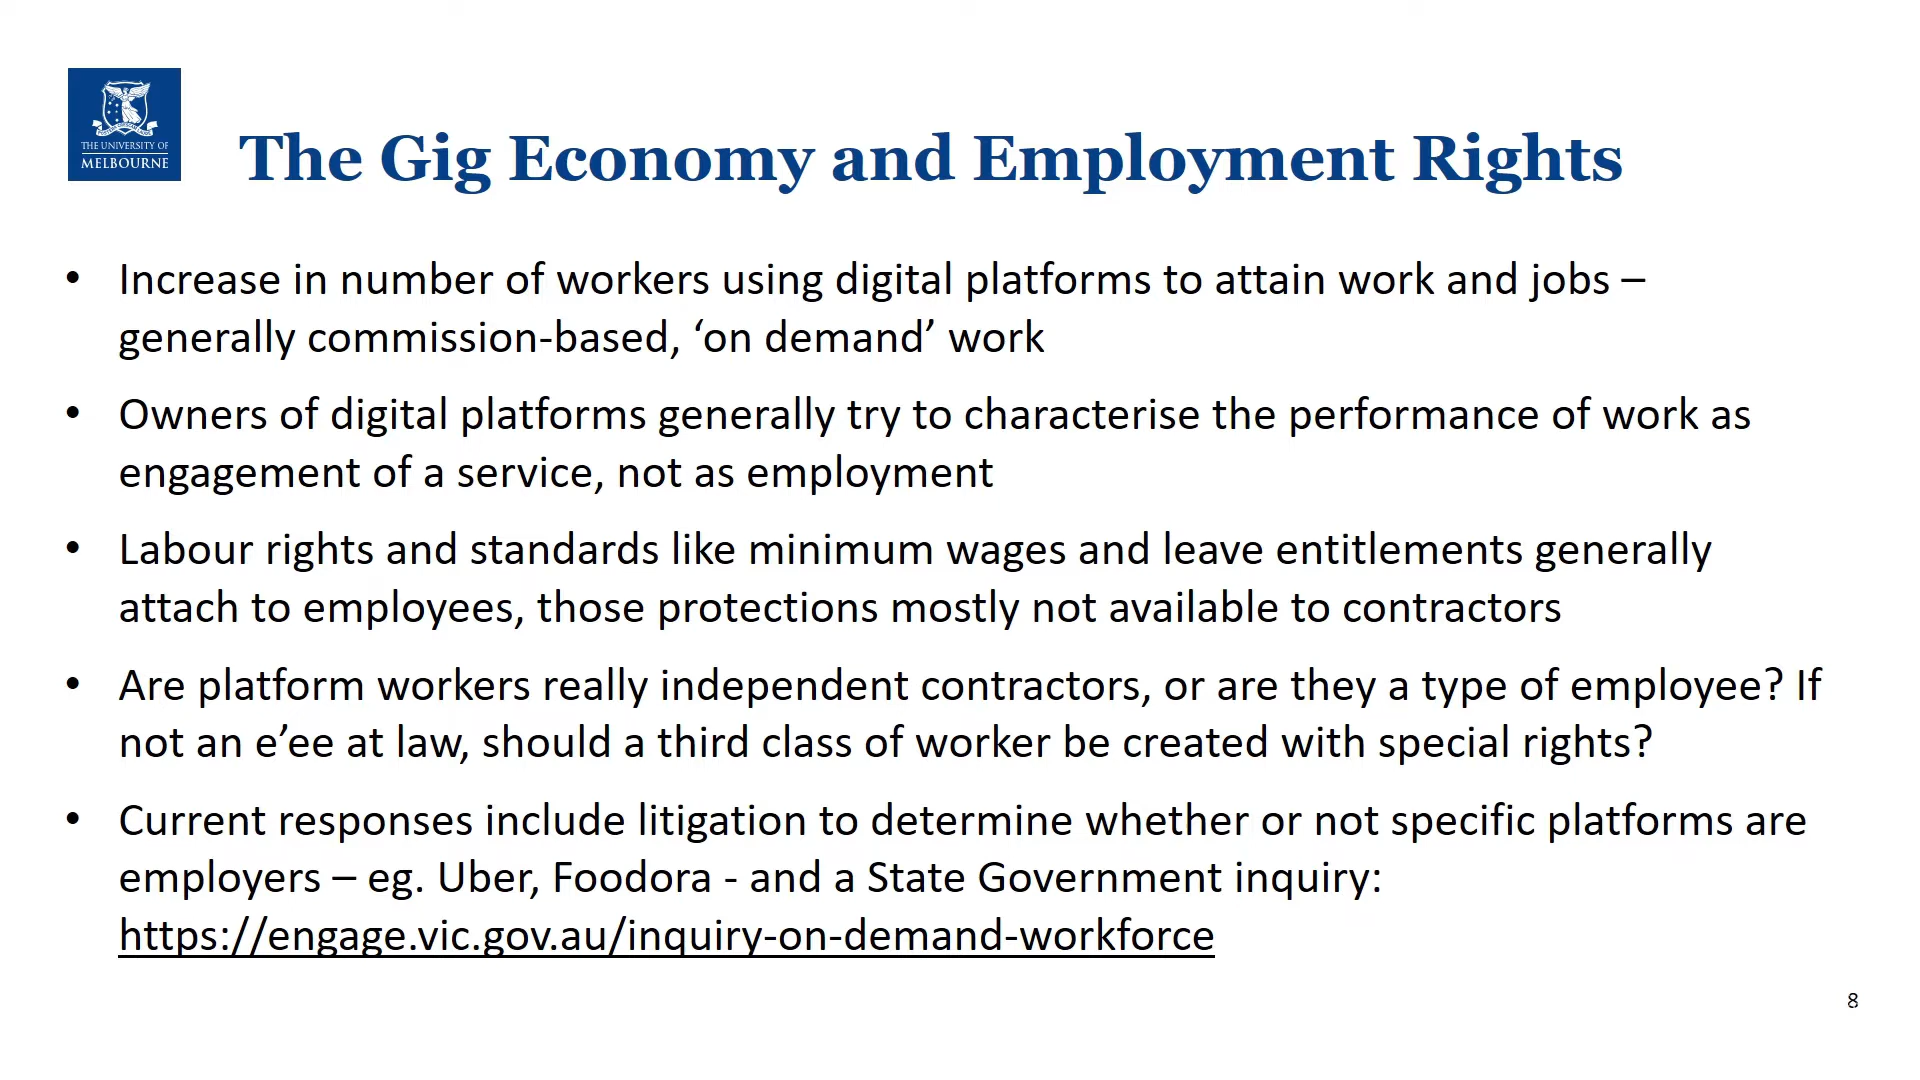 THE UNIVERSITY OF
MELBOURNE
The Gig Economy and Employment Rights
• Increase in number of workers using digital platforms to attain work and jobs –
generally commission-based, ‘on demand’ work
• Owners of digital platforms generally try to characterise the performance of work as
engagement of a service, not as employment
• Labour rights and standards like minimum wages and leave entitlements generally
attach to employees, those protections mostly not available to contractors
• Are platform workers really independent contractors, or are they a type of employee? If
not an e’ee at law, should a third class of worker be created with special rights?
• Current responses include litigation to determine whether or not specific platforms are
employers – eg. Uber, Foodora - and a State Government inquiry:
https://engage.vic.gov.au/inquiry-on-demand-workforce
8